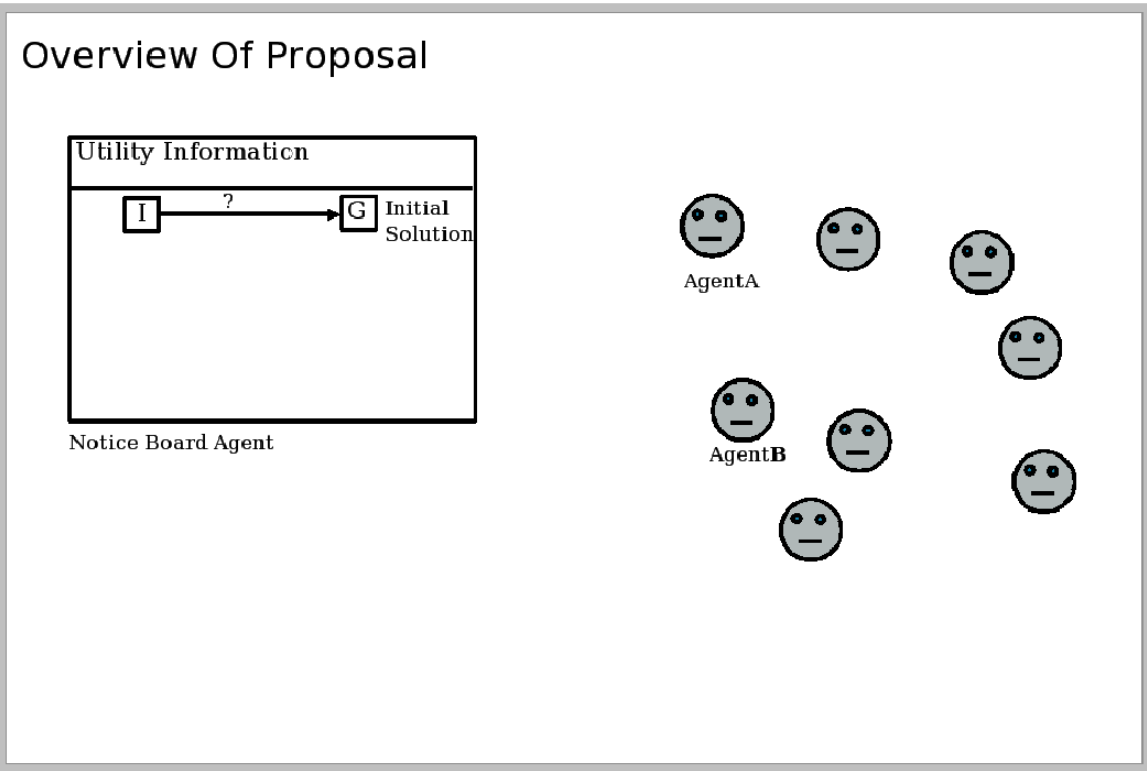 Overview Of Proposal
Utility Information
I
?
G
Initial
Solution
AgentA
Notice Board Agent
AgentB